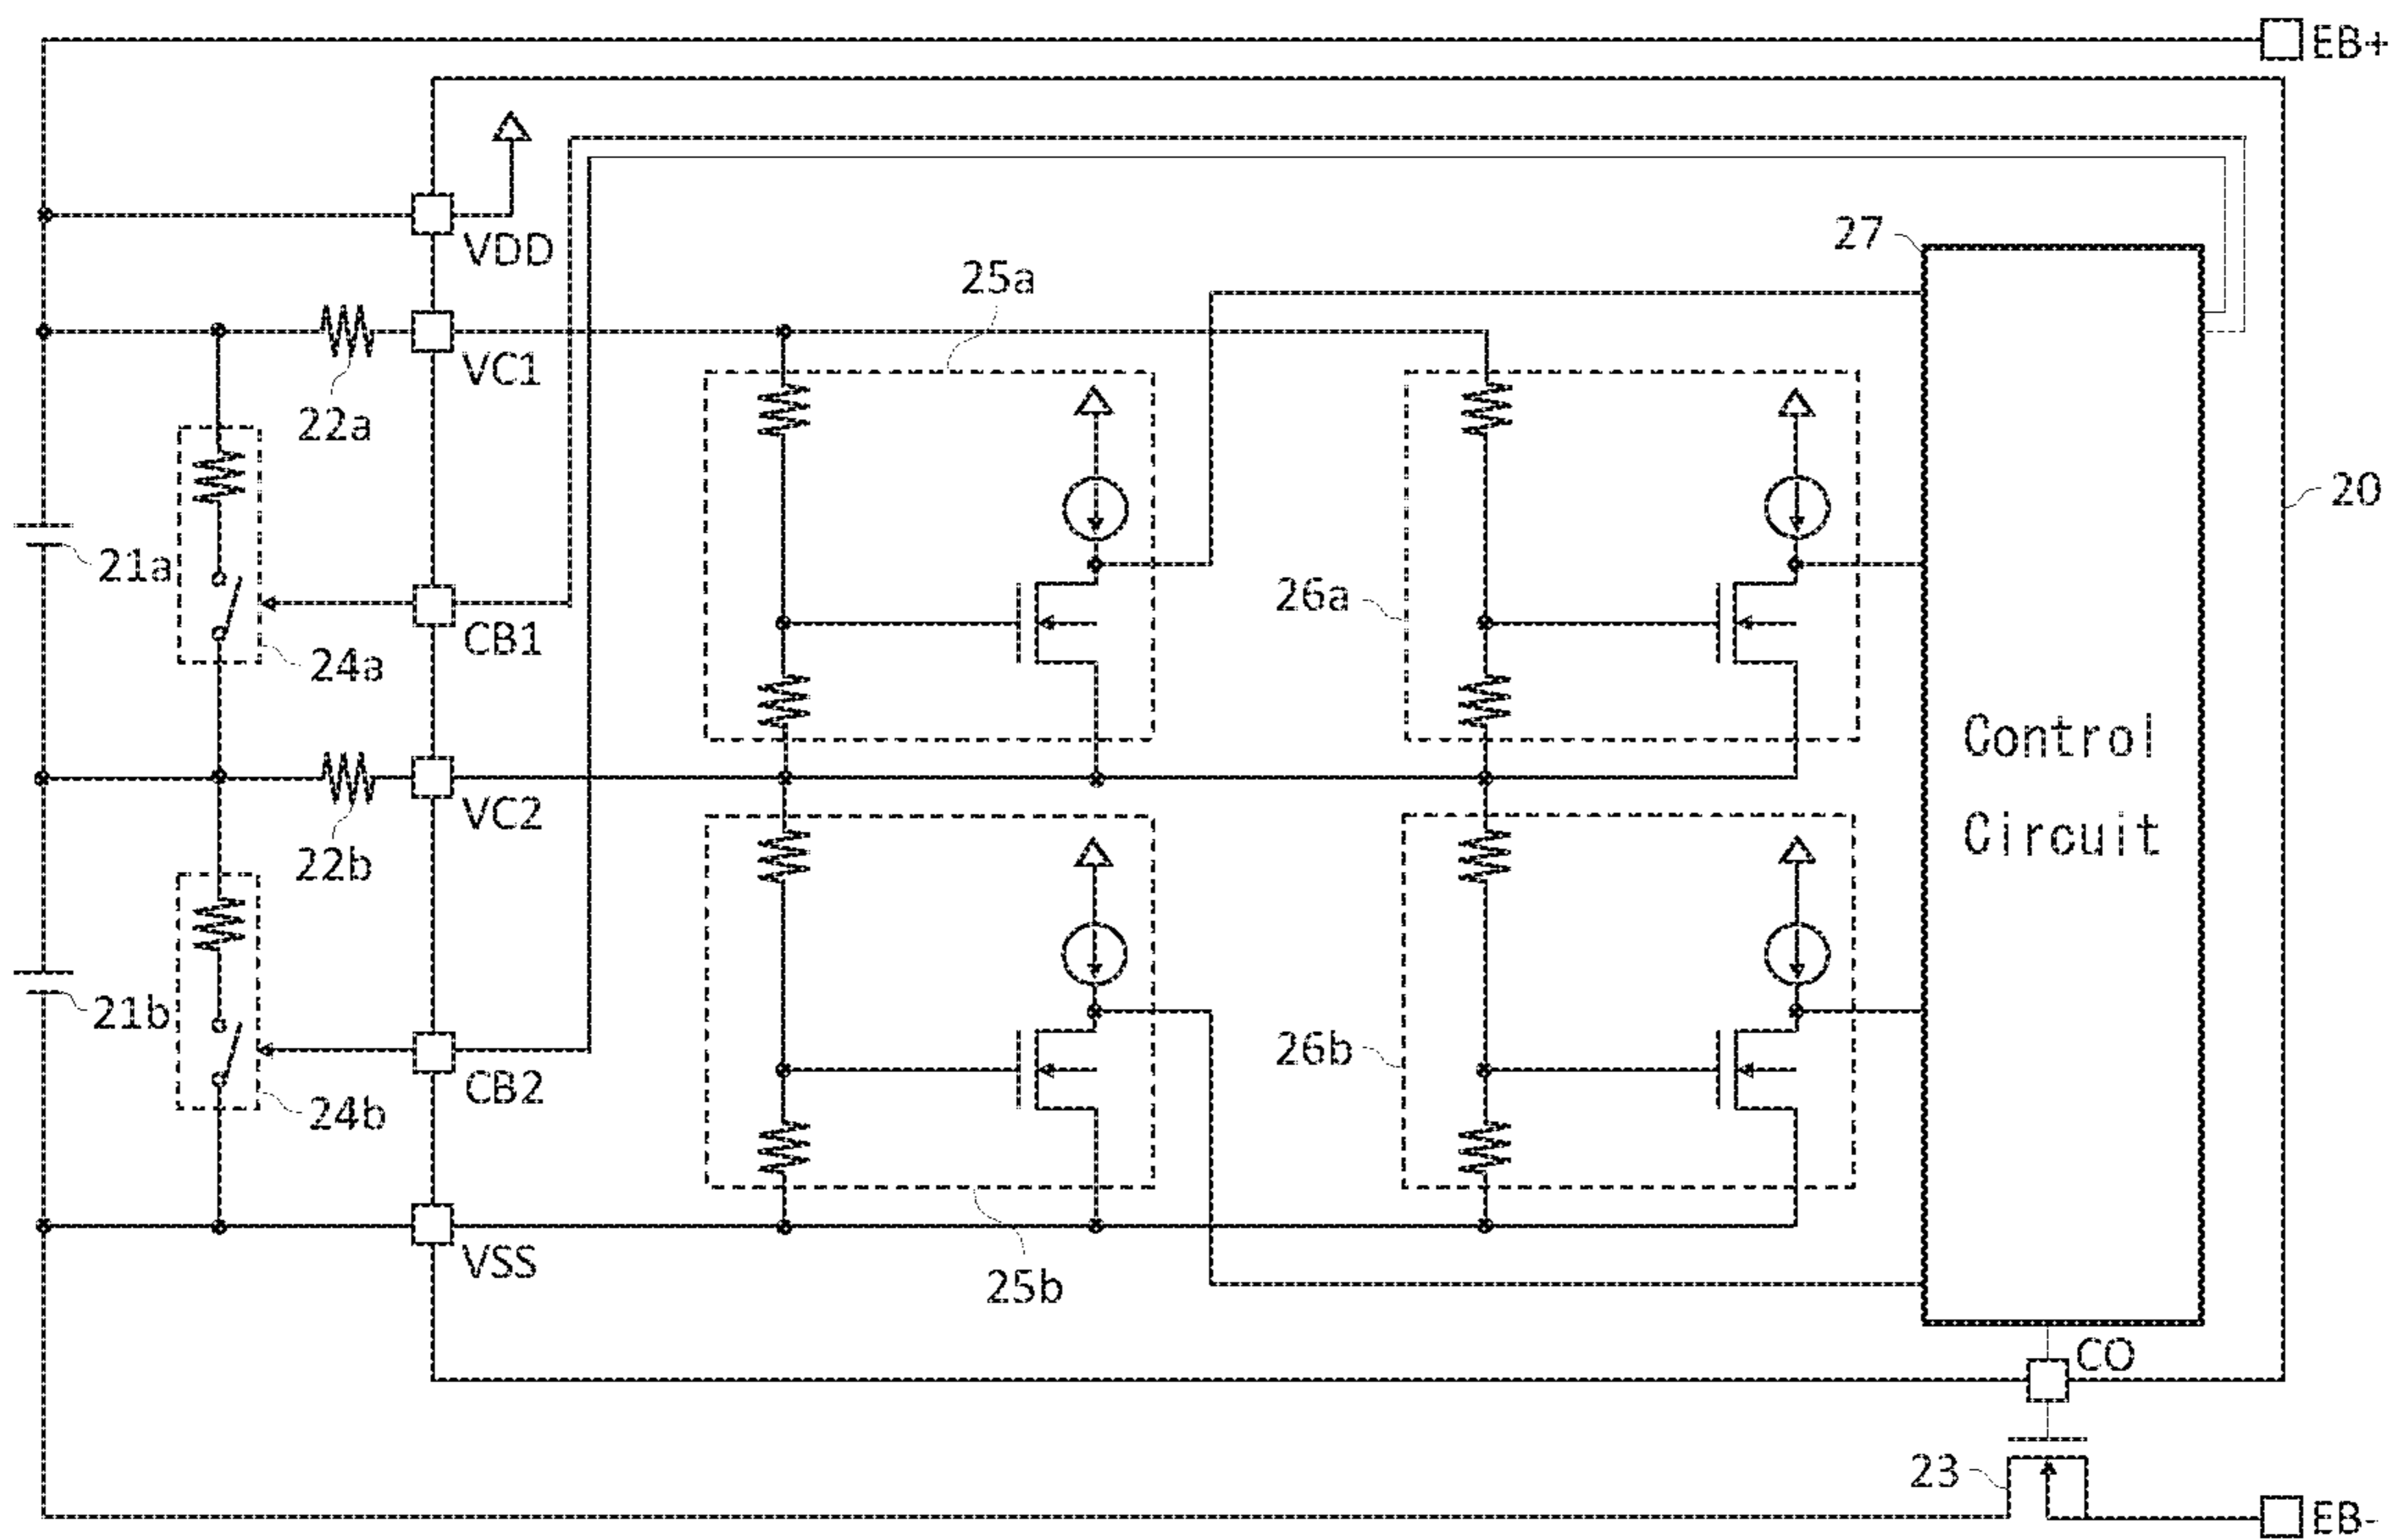 EB+
VDD
27
25a
VC1
22a
20
21a
26a
CB1
24a
Control
Circuit
VC2
22b
21b
26b
CB2
24b
VSS
25b
CO
23
EB-